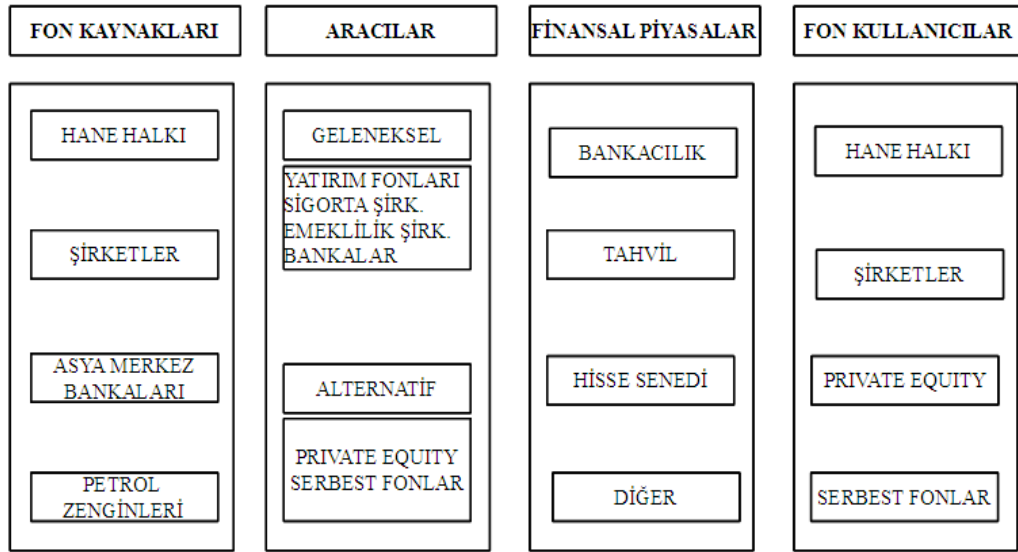 FON KAYNAKLARI
ARACILAR
FİNANSAL PİYASALAR
FON KULLANICILAR
HANE HALKI
ŞİRKETLER
ASYA MERKEZ
BANKALARI
PETROL
ZENGİNLERİ
GELENEKSEL
YATIRIM FONLARI
SİGORTA ŞİRK.
EMEKLİLİK ŞİRK.
BANKALAR
ALTERNATİF
PRIVATE EQUITY
SERBEST FONLAR
BANKACILIK
TAHVİL
HİSSE SENEDİ
DİĞER
HANE HALKI
ŞİRKETLER
PRIVATE EQUITY
SERBEST FONLAR